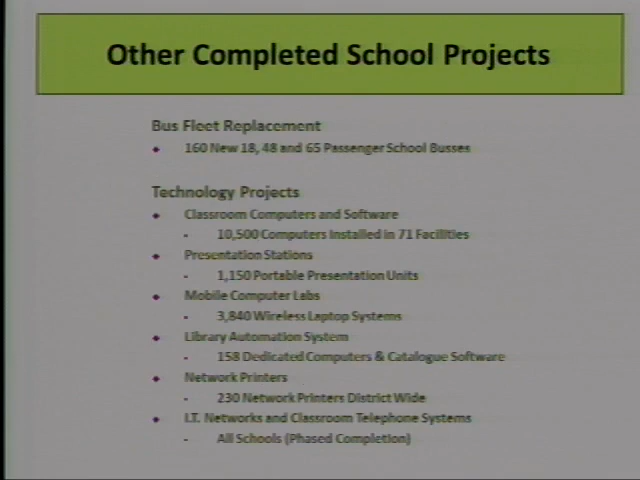 Other Completed School Projects
Bus Fleet Replacement
160 New 18, 48 and 65 Passenger School Busses
Technology Projects
Classroom Computers and Software
10,500 Computers Installed in 71 Facilities
Presentation Stations
1,150 Portable Presentation Units
Mobile Computer Labs
3,840 Wireless Laptop Systems
Library Automation System
158 Dedicated Computers & Catalogue Software
Network Printers
230 Network Printers District Wide
I.T. Networks and Classroom Telephone Systems
All Schools (Phased Completion)